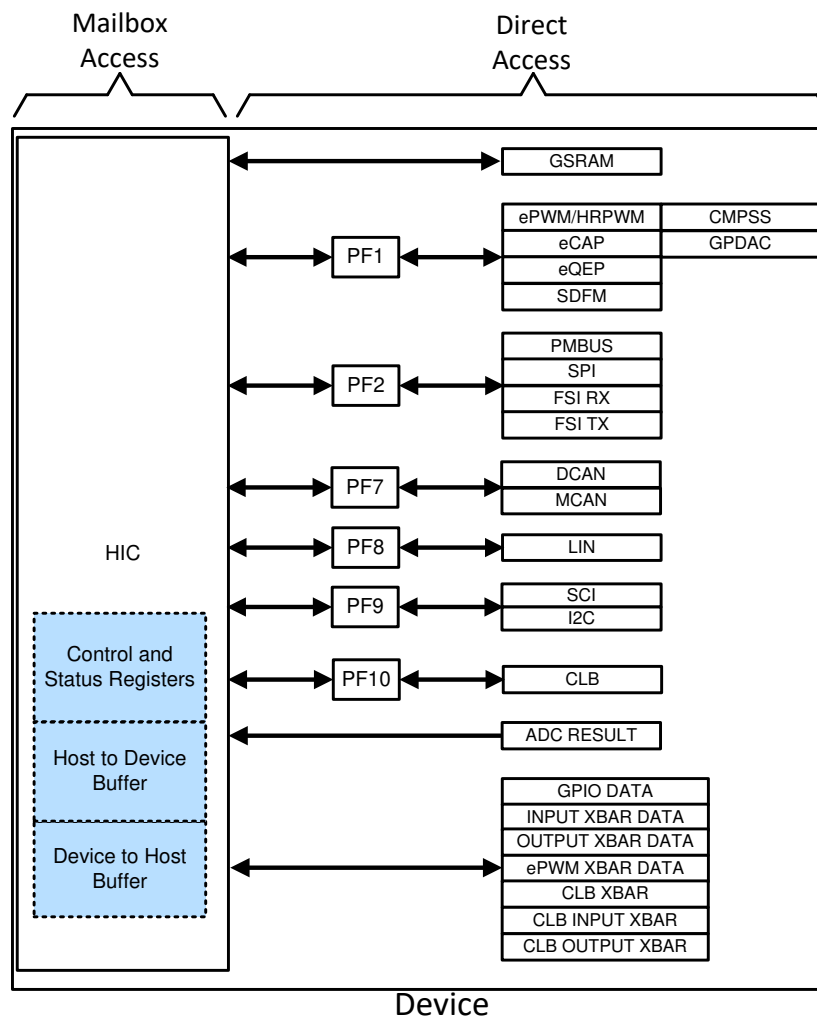 Mailbox
Access
Direct
Access
GSRAM
ePWM/HRPWM
CMPSS
PF1
eCAP
GPDAC
eQEP
SDFM
PMBUS
PF2
SPI
FSI RX
FSI TX
PF7
DCAN
MCAN
HIC
PF8
LIN
PF9
SCI
I2C
Control and
Status Registers
PF10
CLB
ADC RESULT
Host to Device
Buffer
GPIO DATA
INPUT XBAR DATA
OUTPUT XBAR DATA
Device to Host
Buffer
ePWM XBAR DATA
CLB XBAR
CLB INPUT XBAR
CLB OUTPUT XBAR
Device